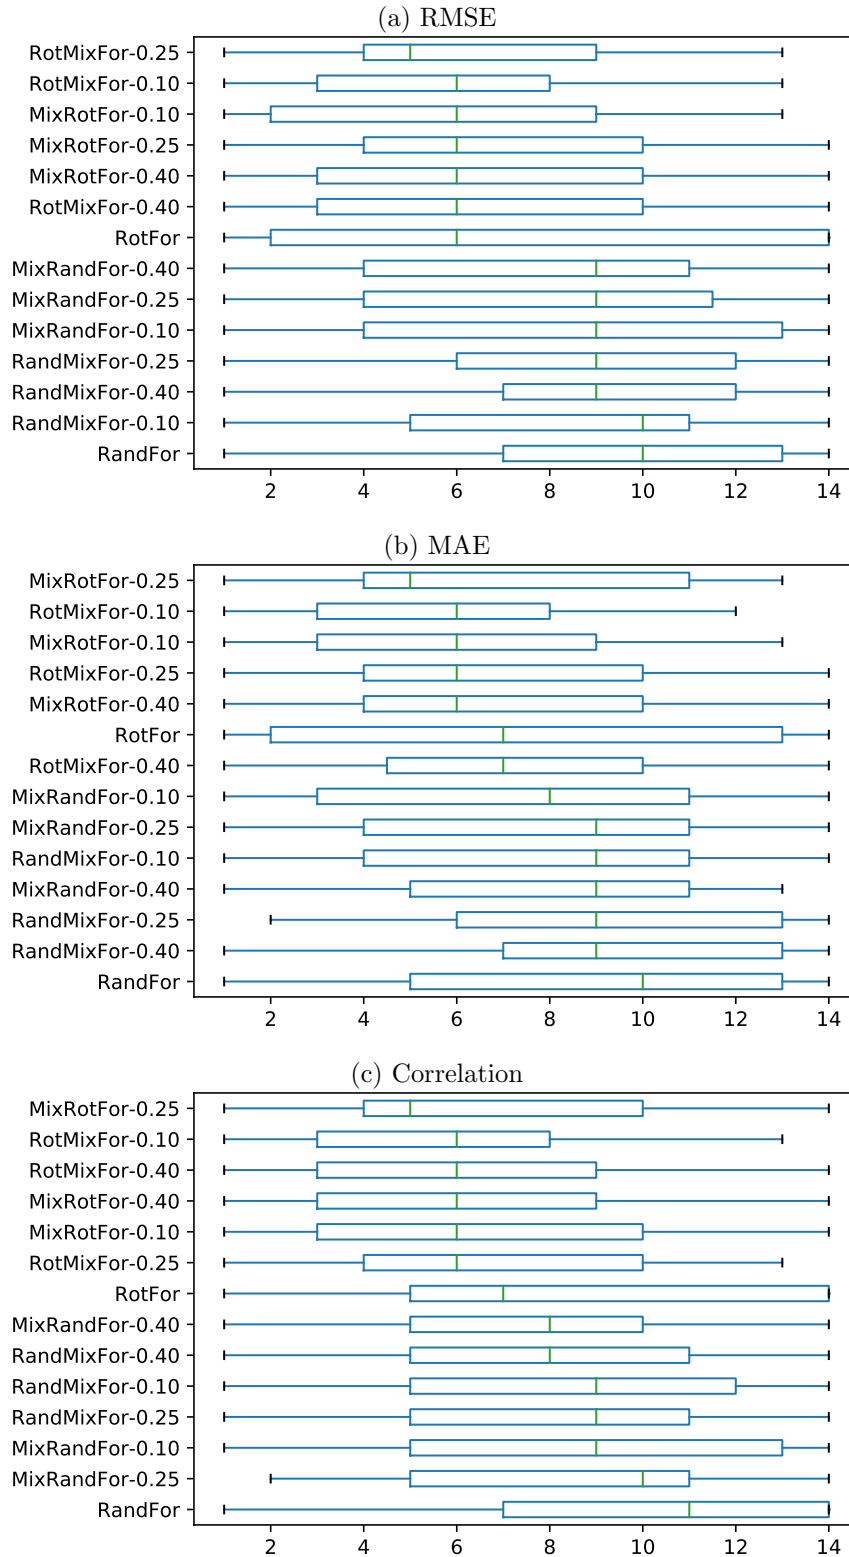 (a) RMSE
RotMixFor-0.25
RotMixFor-0.10
MixRotFor-0.10
MixRotFor-0.25
MixRotFor-0.40
RotMixFor-0.40
RotFor
MixRandFor-0.40
MixRandFor-0.25
MixRandFor-0.10
RandMixFor-0.25
RandMixFor-0.40
RandMixFor-0.10
RandFor
2 4 6 8 10 12 14
(b) MAE
MixRotFor-0.25
RotMixFor-0.10
MixRotFor-0.10
RotMixFor-0.25
MixRotFor-0.40
RotFor
RotMixFor-0.40
MixRandFor-0.10
MixRandFor-0.25
RandMixFor-0.10
MixRandFor-0.40
RandMixFor-0.25
RandMixFor-0.40
RandFor
2 4 6 8 10 12 14
(c) Correlation
MixRotFor-0.25
RotMixFor-0.10
RotMixFor-0.40
MixRotFor-0.40
MixRotFor-0.10
RotMixFor-0.25
RotFor
MixRandFor-0.40
RandMixFor-0.40
RandMixFor-0.10
RandMixFor-0.25
MixRandFor-0.10
MixRandFor-0.25
RandFor
2 4 6 8 10 12 14